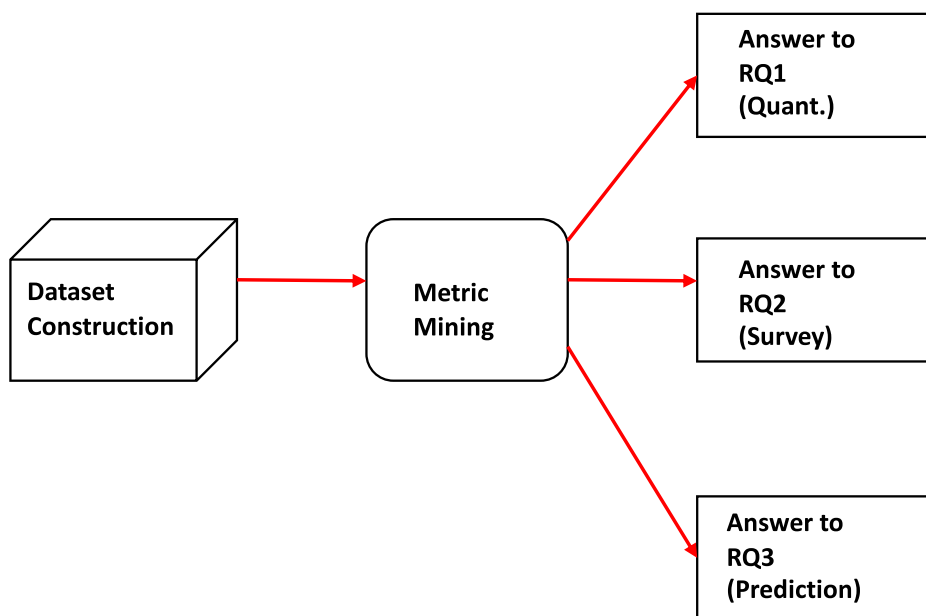 Dataset
Construction
Metric
Mining
Answer to
RQ1
(Quant.)
Answer to
RQ2
(Survey)
Answer to
RQ3
(Prediction)